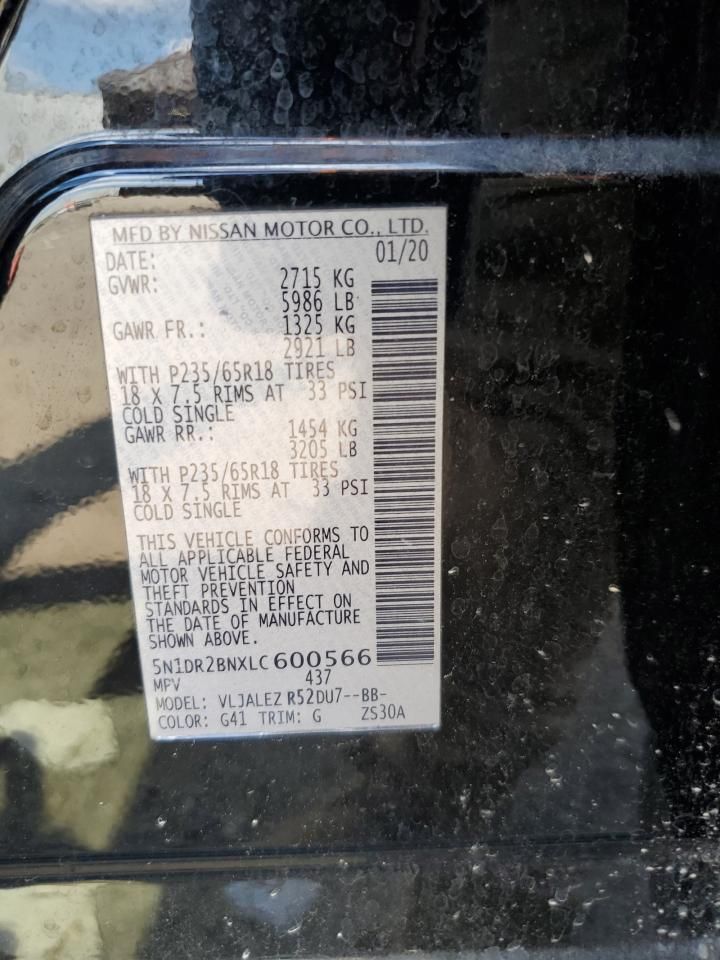 MFD BY NISSAN MOTOR CO., LTD.
DATE: 01/20
GVWR: 2715 KG
5986 LB
GAWR FR.: 1325 KG
2921 LB
WITH P235/65R18 TIRES
18 X 7.5 RIMS AT 33 PSI
COLD SINGLE
GAWR RR.: 1454 KG
3205 LB
WITH P235/65R18 TIRES
18 X 7.5 RIMS AT 33 PSI
COLD SINGLE
THIS VEHICLE CONFORMS TO
ALL APPLICABLE FEDERAL
MOTOR VEHICLE SAFETY AND
THEFT PREVENTION
STANDARDS IN EFFECT ON
THE DATE OF MANUFACTURE
SHOWN ABOVE.
5N1DR2BNXLC600566
MPV 437
MODEL: VLJALEZ R52DU7--BB-
COLOR: G41 TRIM: G ZS30A